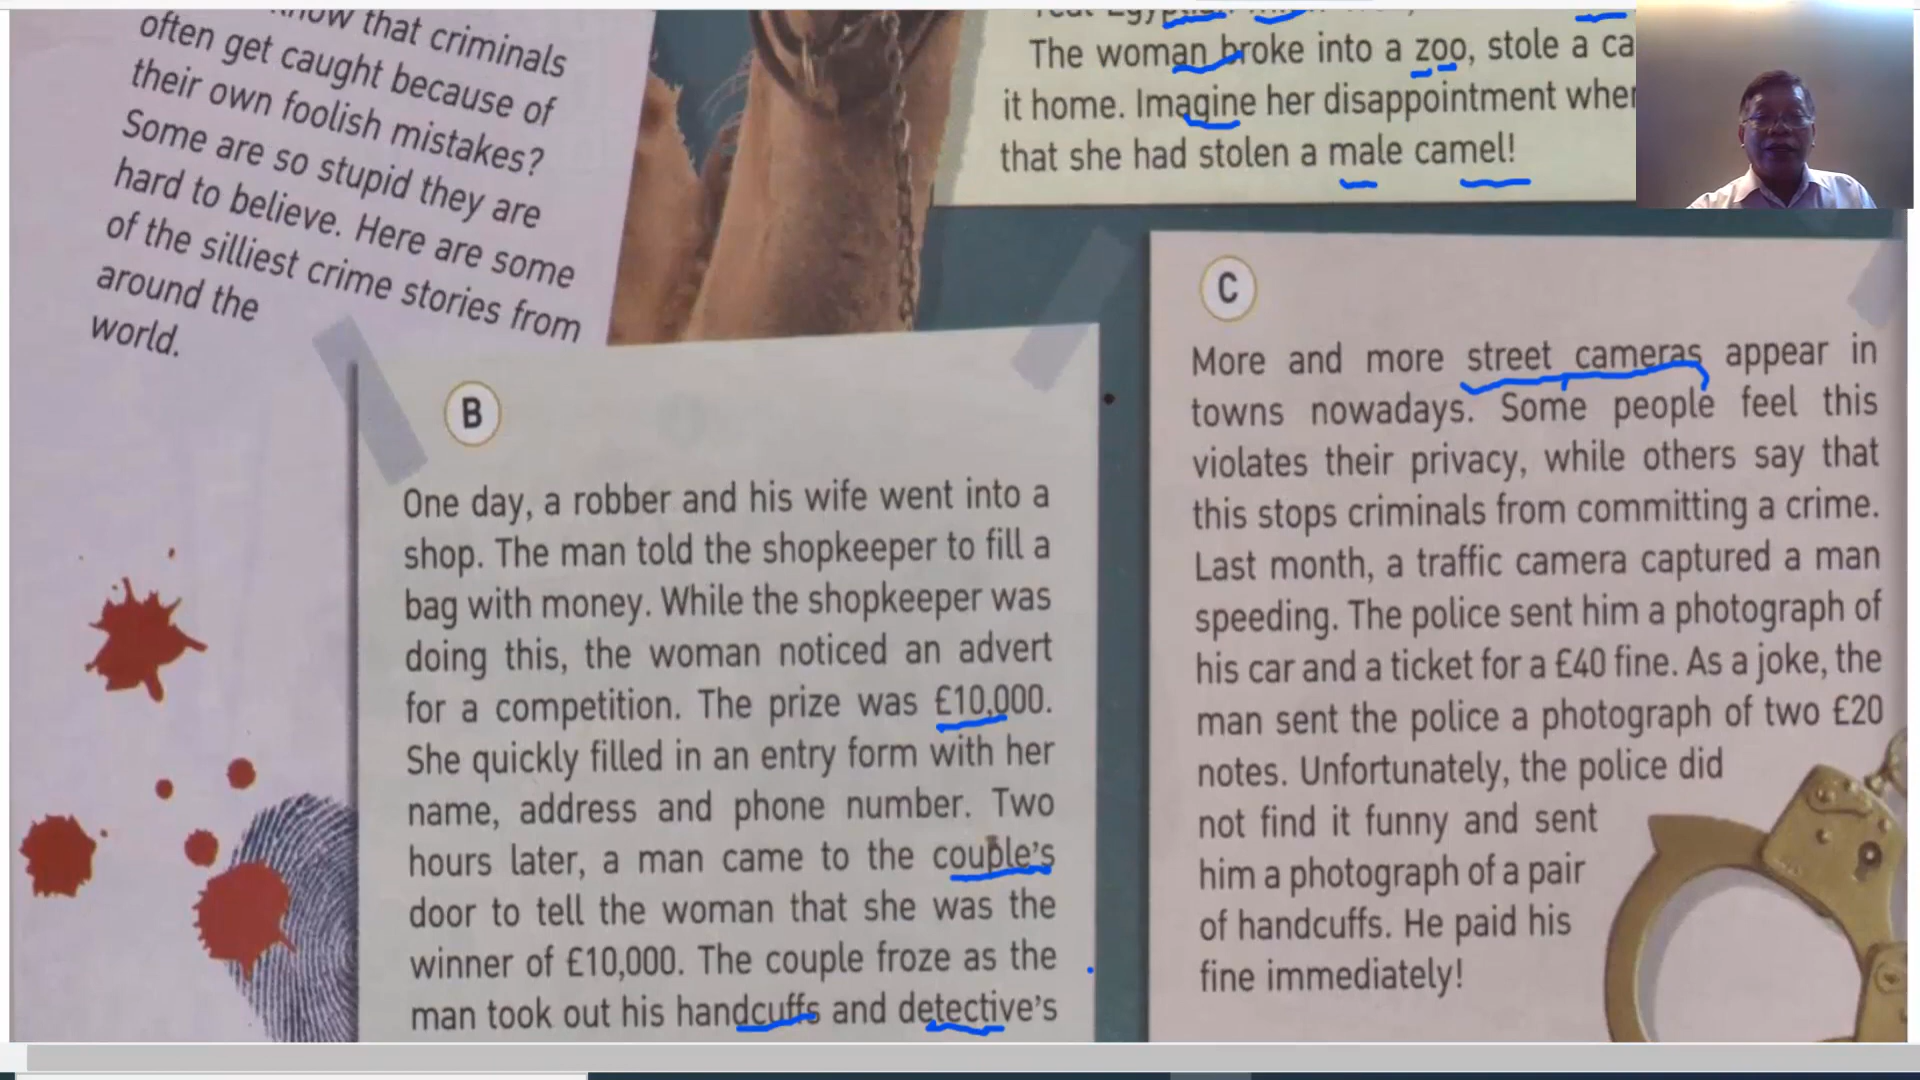 know that criminals
often get caught because of
their own foolish mistakes?
Some are so stupid they are
hard to believe. Here are some
of the silliest crime stories from
around the
world.
The woman broke into a zoo, stole a ca
it home. Imagine her disappointment when
that she had stolen a male camel!
B
One day, a robber and his wife went into a
shop. The man told the shopkeeper to fill a
bag with money. While the shopkeeper was
doing this, the woman noticed an advert
for a competition. The prize was £10,000.
She quickly filled in an entry form with her
name, address and phone number. Two
hours later, a man came to the couple's
door to tell the woman that she was the
winner of £10,000. The couple froze as the
man took out his handcuffs and detective's
C
More and more street cameras appear in
towns nowadays. Some people feel this
violates their privacy, while others say that
this stops criminals from committing a crime.
Last month, a traffic camera captured a man
speeding. The police sent him a photograph of
his car and a ticket for a £40 fine. As a joke, the
man sent the police a photograph of two £20
notes. Unfortunately, the police did
not find it funny and sent
him a photograph of a pair
of handcuffs. He paid his
fine immediately!